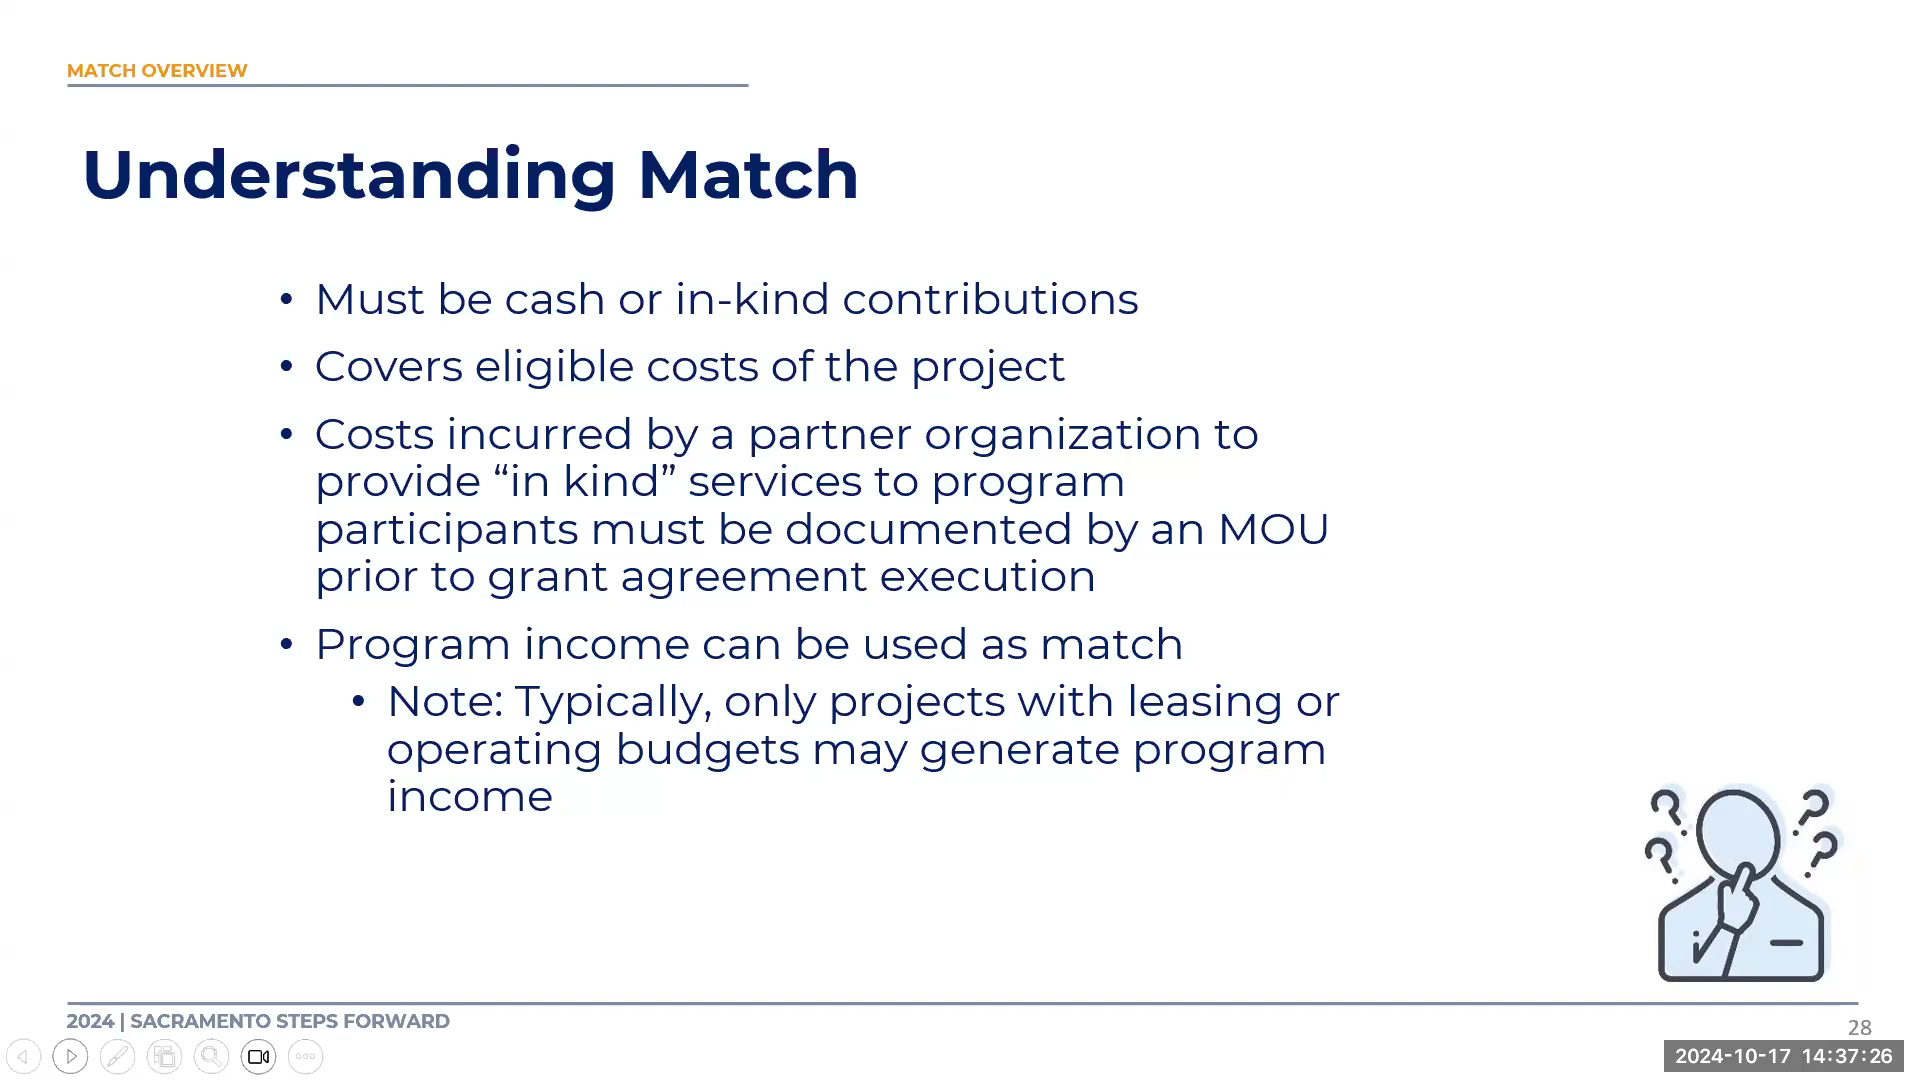 MATCH OVERVIEW
Understanding Match
• Must be cash or in-kind contributions
• Covers eligible costs of the project
• Costs incurred by a partner organization to
provide “in kind” services to program
participants must be documented by an MOU
prior to grant agreement execution
• Program income can be used as match
• Note: Typically, only projects with leasing or
operating budgets may generate program
income
2024 | SACRAMENTO STEPS FORWARD
28
2024-10-17 14:37:26